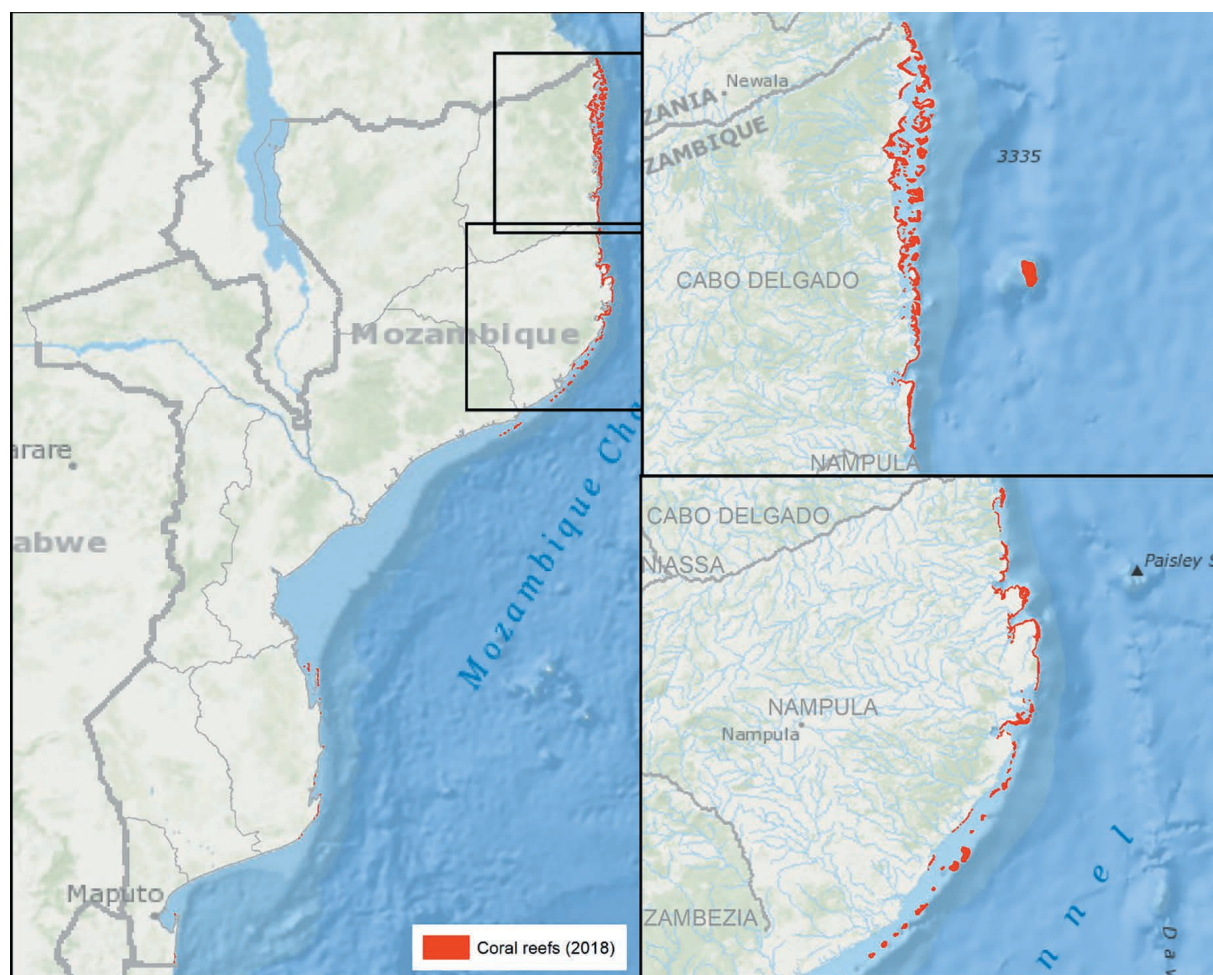 Mozambique
arare
abwe
Mozambique Cha
Maputo
Coral reefs (2018)
Newala
ZANIA
ZAMBIQUE
3335
CABO DELGADO
NAMPULA
CABO DELGADO
NIASSA
Paisley S
NAMPULA
Nampula
ZAMBEZIA
nnel
Da